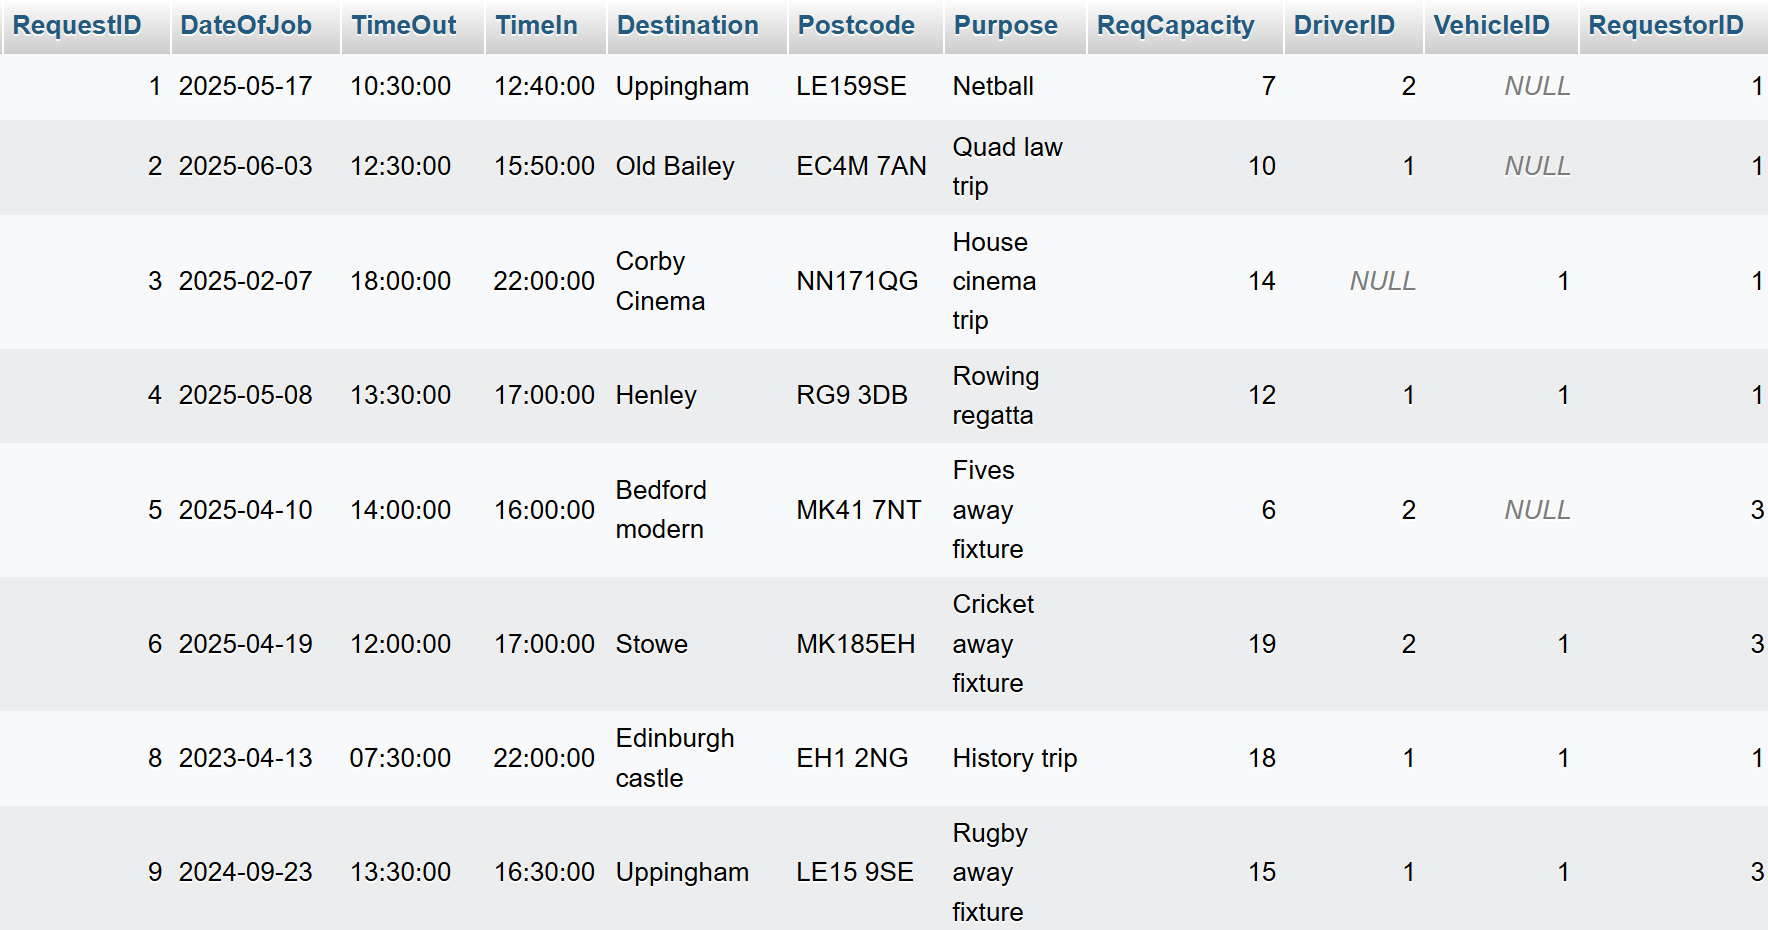 RequestID DateOfJob TimeOut TimeIn Destination Postcode Purpose ReqCapacity DriverID VehicleID RequestorID
1 2025-05-17 10:30:00 12:40:00 Uppingham LE159SE Netball 7 2 NULL 1
2 2025-06-03 12:30:00 15:50:00 Old Bailey EC4M 7AN Quad law trip 10 1 NULL 1
3 2025-02-07 18:00:00 22:00:00 Corby Cinema NN171QG House cinema trip 14 NULL 1 1
4 2025-05-08 13:30:00 17:00:00 Henley RG9 3DB Rowing regatta 12 1 1 1
5 2025-04-10 14:00:00 16:00:00 Bedford modern MK41 7NT Fives away fixture 6 2 NULL 3
6 2025-04-19 12:00:00 17:00:00 Stowe MK185EH Cricket away fixture 19 2 1 3
8 2023-04-13 07:30:00 22:00:00 Edinburgh castle EH1 2NG History trip 18 1 1 1
9 2024-09-23 13:30:00 16:30:00 Uppingham LE15 9SE Rugby away fixture 15 1 1 3